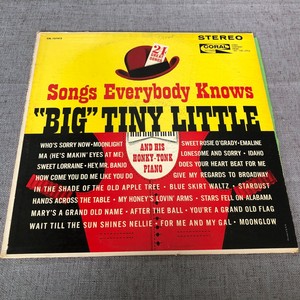 STEREO
CORAL
21
Songs Everybody Knows
"BIG" TINY LITTLE
AND HIS
HONKY-TONK
PIANO
WHO'S SORRY NOW • MOONLIGHT
MA (HE'S MAKIN' EYES AT ME)
SWEET LORRAINE • HEY, MR. BANJO
HOW COME YOU DO ME LIKE YOU DO
SWEET ROSIE O'GRADY • EMALINE
LONESOME AND SORRY • IDAHO
DOES YOUR HEART BEAT FOR ME
GIVE MY REGARDS TO BROADWAY
IN THE SHADE OF THE OLD APPLE TREE • BLUE SKIRT WALTZ • STARDUST
HANDS ACROSS THE TABLE • MY HONEY'S LOVIN' ARMS • STARS FELL ON ALABAMA
MARY'S A GRAND OLD NAME • AFTER THE BALL • YOU'RE A GRAND OLD FLAG
WAIT TILL THE SUN SHINES NELLIE • FOR ME AND MY GAL • MOONGLOW